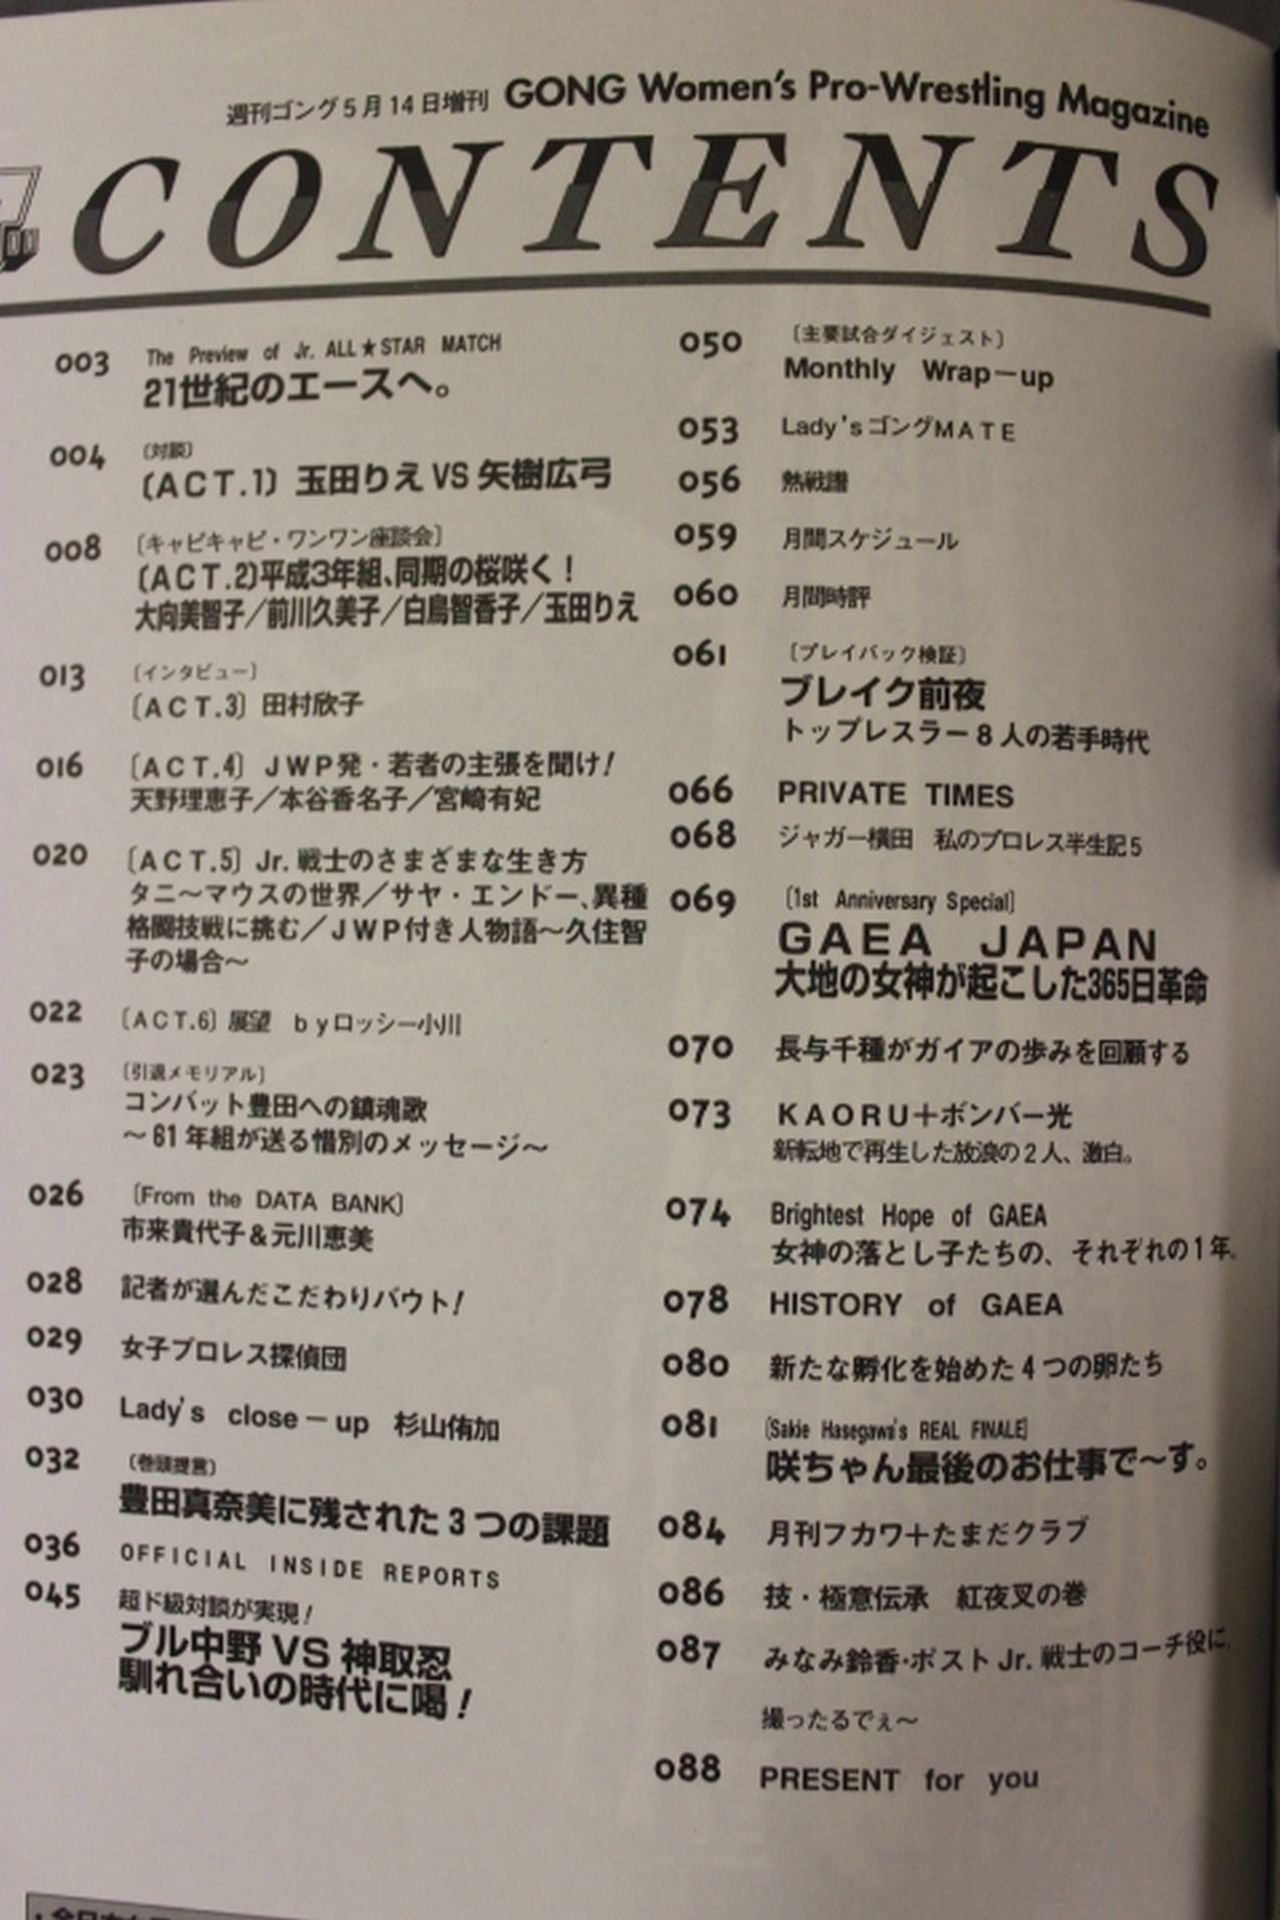 週刊ゴング5月14日増刊 GONG Women's Pro-Wrestling Magazine
CONTENTS
003 The Preview of Jr. ALL★STAR MATCH
21世紀のエースへ。
004 〔対談〕
〔ACT.1〕玉田りえVS矢樹広弓
008 〔キャピキャピ・ワンワン座談会〕
〔ACT.2〕平成3年組、同期の桜咲く！
大向美智子／前川久美子／白鳥智香子／玉田りえ
013 〔インタビュー〕
〔ACT.3〕田村欣子
016 〔ACT.4〕JWP発・若者の主張を聞け！
天野理恵子／本谷香名子／宮崎有妃
020 〔ACT.5〕Jr.戦士のさまざまな生き方
タニ〜マウスの世界／サヤ・エンドー、異種
格闘技戦に挑む／JWP付き人物語〜久住智
子の場合〜
022 〔ACT.6〕展望 byロッシー小川
023 〔引退メモリアル〕
コンバット豊田への鎮魂歌
〜61年組が送る惜別のメッセージ〜
026 〔From the DATA BANK〕
市来貴代子＆元川恵美
028 記者が選んだこだわりバウト！
029 女子プロレス探偵団
030 Lady's close－up 杉山侑加
032 〔巻頭提言〕
豊田真奈美に残された3つの課題
036 OFFICIAL INSIDE REPORTS
045 超ド級対談が実現！
ブル中野VS神取忍
馴れ合いの時代に喝！
050 〔主要試合ダイジェスト〕
Monthly Wrap－up
053 Lady'sゴングMATE
056 熱戦譜
059 月間スケジュール
060 月間時評
061 〔プレイバック検証〕
ブレイク前夜
トップレスラー8人の若手時代
066 PRIVATE TIMES
068 ジャガー横田 私のプロレス半生記5
069 〔1st Anniversary Special〕
GAEA JAPAN
大地の女神が起こした365日革命
070 長与千種がガイアの歩みを回顧する
073 KAORU＋ボンバー光
新転地で再生した放浪の2人、激白。
074 Brightest Hope of GAEA
女神の落とし子たちの、それぞれの1年。
078 HISTORY of GAEA
080 新たな孵化を始めた4つの卵たち
081 〔Sakie Hasegawa's REAL FINALE〕
咲ちゃん最後のお仕事で〜す。
084 月刊フカワ＋たまだクラブ
086 技・極意伝承 紅夜叉の巻
087 みなみ鈴香・ポストJr.戦士のコーチ役に
撮ったるでぇ〜
088 PRESENT for you